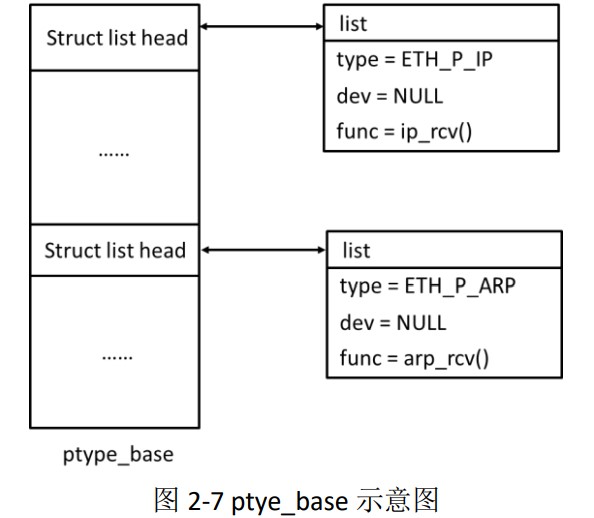 Struct list head
list
type = ETH_P_IP
dev = NULL
func = ip_rcv()
......
Struct list head
list
type = ETH_P_ARP
dev = NULL
func = arp_rcv()
......
ptype_base
图 2-7 ptye_base 示意图